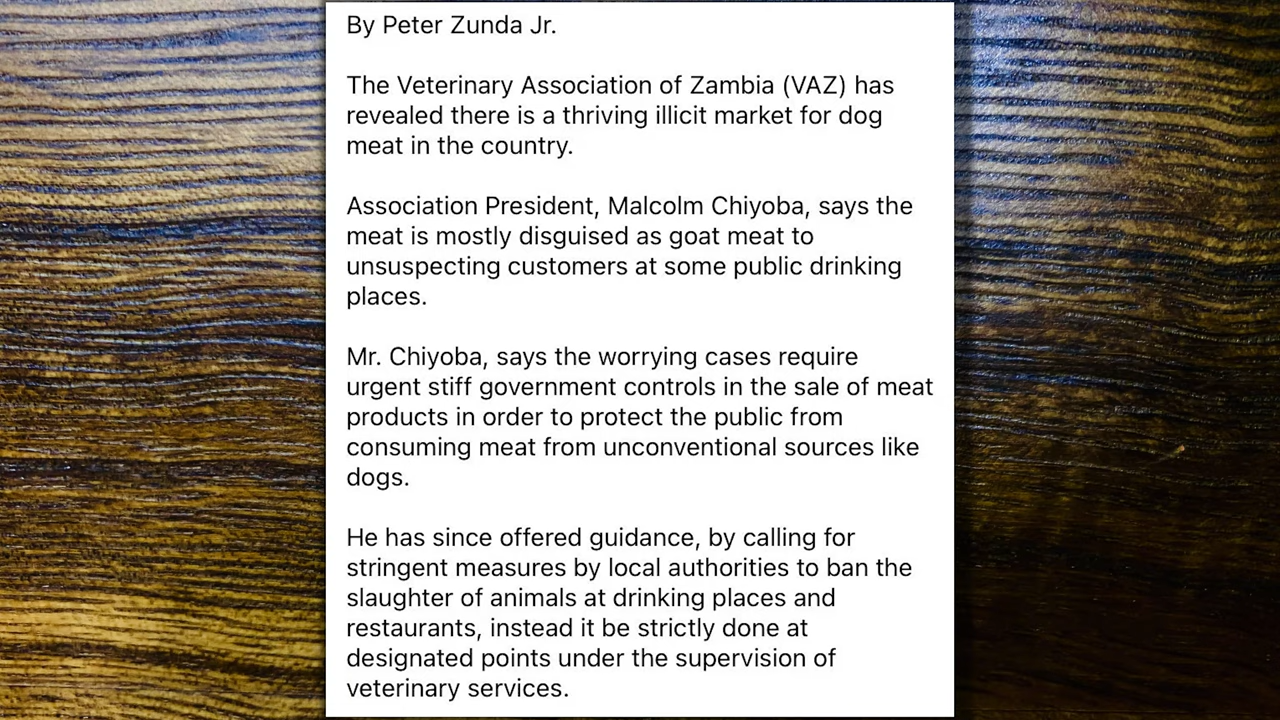 By Peter Zunda Jr.
The Veterinary Association of Zambia (VAZ) has
revealed there is a thriving illicit market for dog
meat in the country.
Association President, Malcolm Chiyoba, says the
meat is mostly disguised as goat meat to
unsuspecting customers at some public drinking
places.
Mr. Chiyoba, says the worrying cases require
urgent stiff government controls in the sale of meat
products in order to protect the public from
consuming meat from unconventional sources like
dogs.
He has since offered guidance, by calling for
stringent measures by local authorities to ban the
slaughter of animals at drinking places and
restaurants, instead it be strictly done at
designated points under the supervision of
veterinary services.